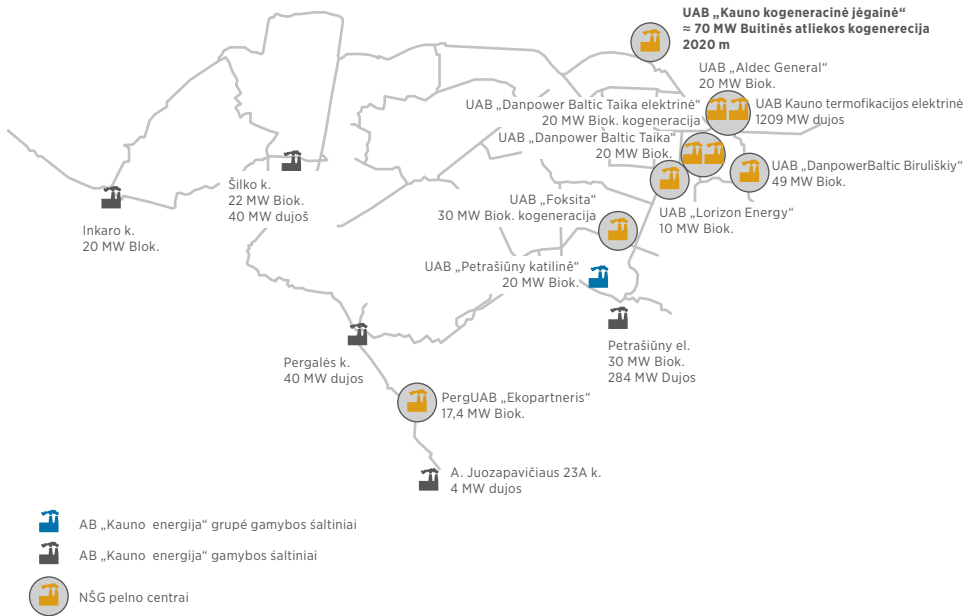 UAB „Kauno kogeneracinė jėgainė“
≈ 70 MW Buitinės atliekos kogenerecija
2020 m
UAB „Aldec General“
20 MW Biok.
UAB „Danpower Baltic Taika elektrinė“
20 MW Biok. kogeneracija
UAB Kauno termofikacijos elektrinė
1209 MW dujos
UAB „Danpower Baltic Taika“
20 MW Biok.
UAB „DanpowerBaltic Biruliškiy“
49 MW Biok.
Šilko k.
22 MW Biok.
40 MW dujoš
UAB „Foksita“
30 MW Biok. kogeneracija
UAB „Lorizon Energy“
10 MW Biok.
Inkaro k.
20 MW Blok.
UAB „Petrašiūny katilinė“
20 MW Biok.
Pergalės k.
40 MW dujos
Petrašiūny el.
30 MW Biok.
284 MW Dujos
PergUAB „Ekopartneris“
17,4 MW Biok.
A. Juozapavičiaus 23A k.
4 MW dujos
AB „Kauno energija“ grupé gamybos śaltiniai
AB „Kauno energija“ gamybos śaltiniai
NŠG pelno centrai